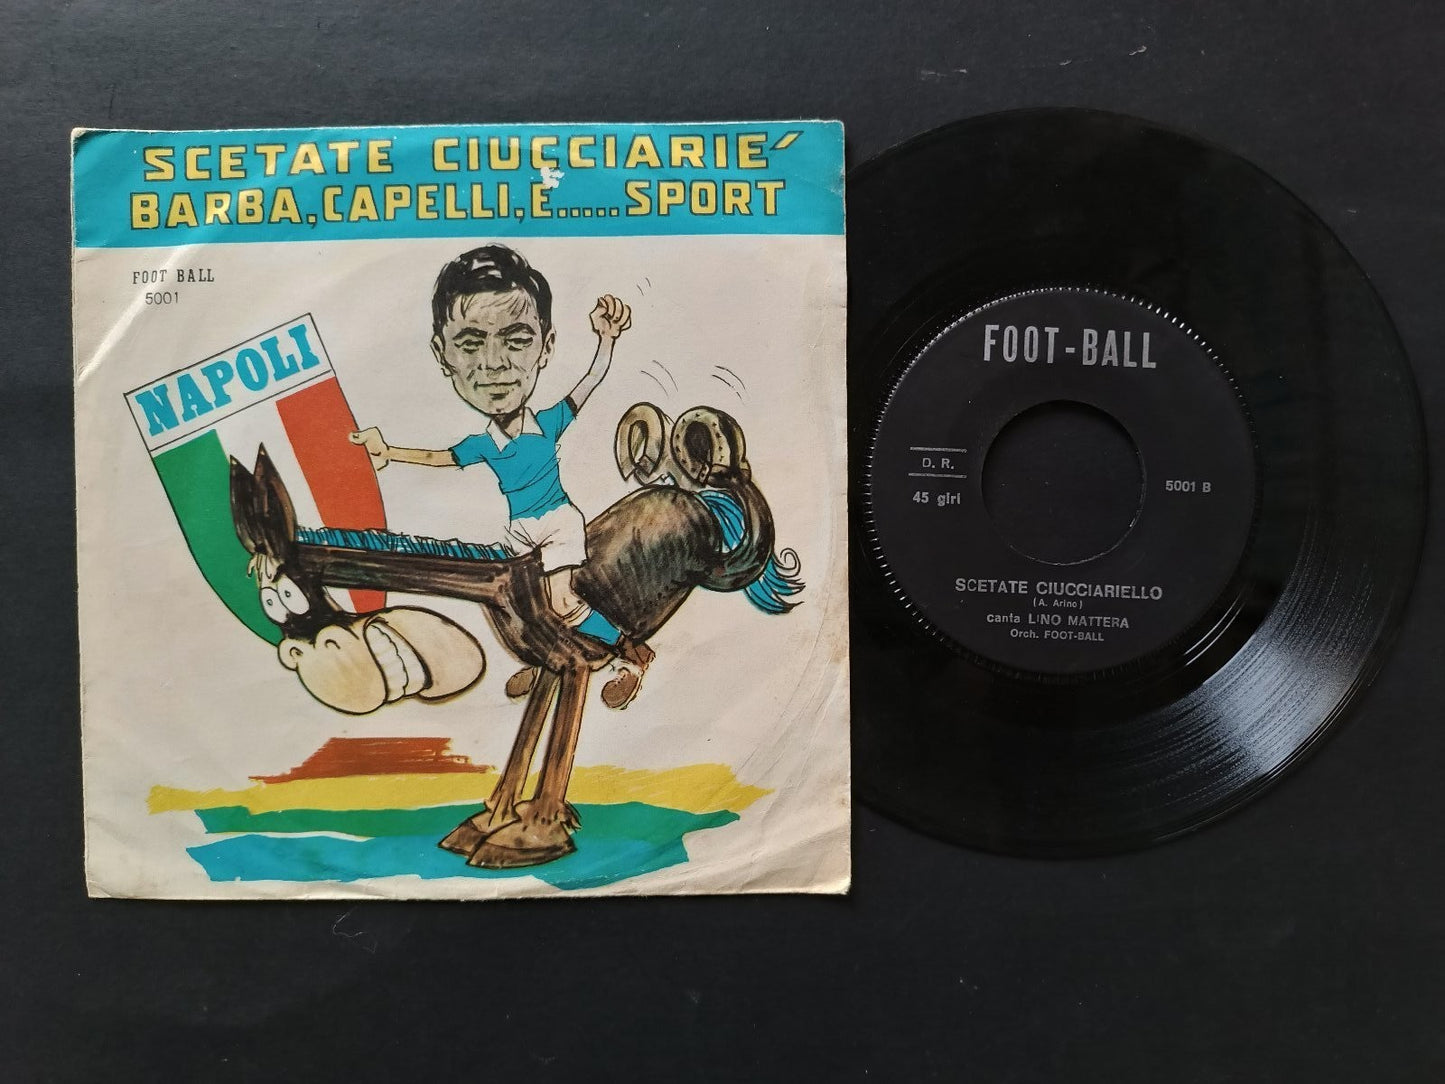 SCETATE CIUCCIARIE´
BARBA, CAPELLI, E.....SPORT
FOOT BALL
5001
NAPOLI
FOOT-BALL
D. R.
45 giri
5001 B
SCETATE CIUCCIARIELLO
(A. Arino)
canta LINO MATTERA
Orch. FOOT-BALL